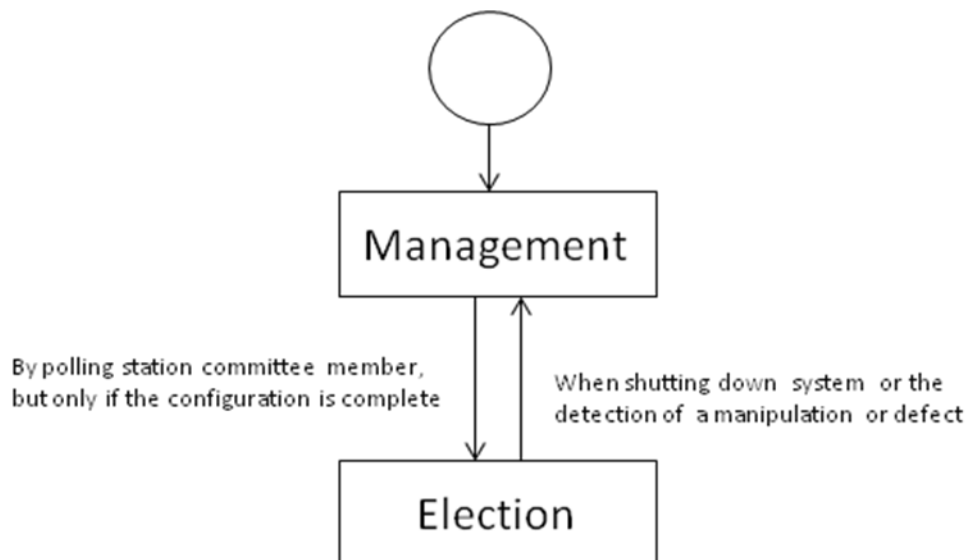 Management
By polling station committee member,
but only if the configuration is complete
When shutting down system or the
detection of a manipulation or defect
Election